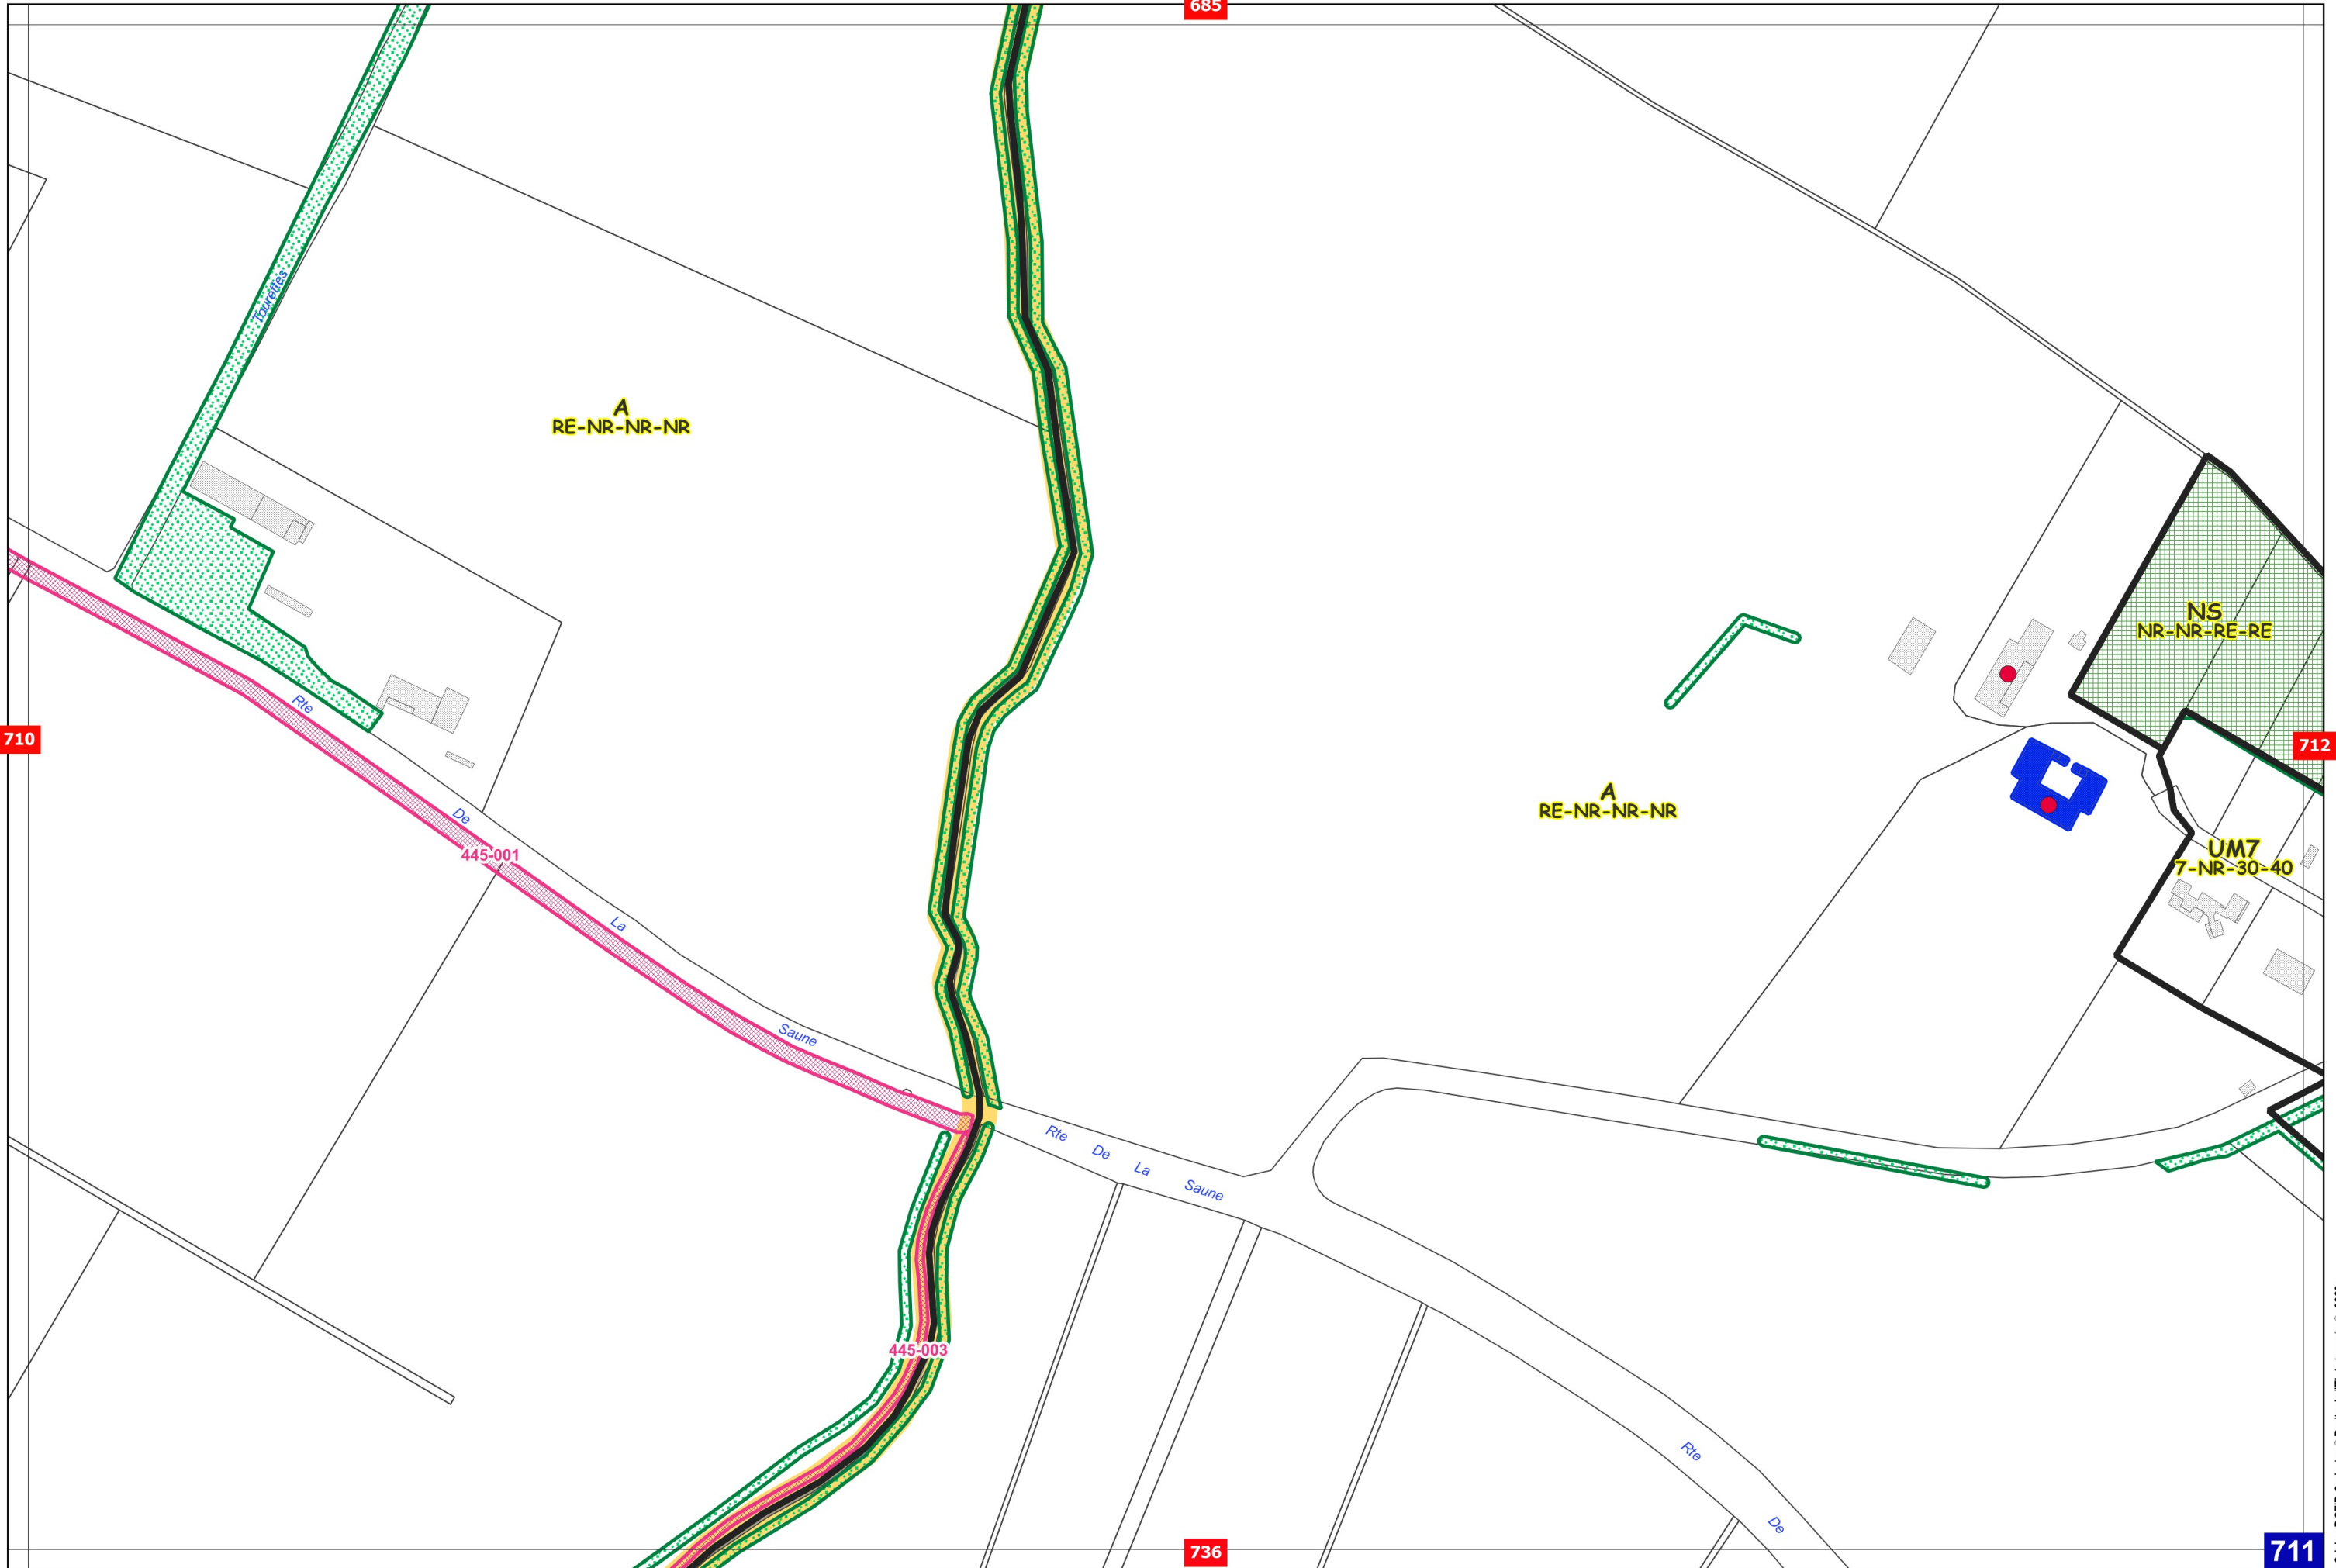 685
Tourelles
A
RE-NR-NR-NR
NS
NR-NR-RE-RE
Rte
710
712
De
A
RE-NR-NR-NR
445-001
UM7
7-NR-30-40
La
Saune
Rte
De
La
Saune
445-003
Rte
De
736
711